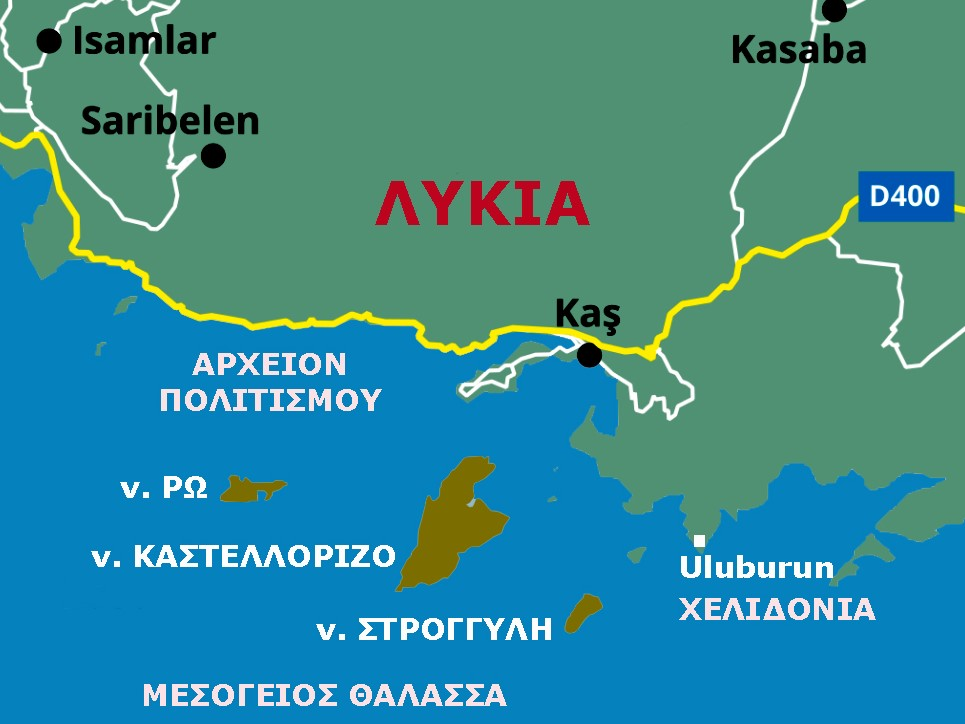 Isamlar
Kasaba
Saribelen
ΛΥΚΙΑ
D400
Kaş
ΑΡΧΕΙΟΝ
ΠΟΛΙΤΙΣΜΟΥ
ν. ΡΩ
ν. ΚΑΣΤΕΛΛΟΡΙΖΟ
Uluburun
ΧΕΛΙΔΟΝΙΑ
ν. ΣΤΡΟΓΓΥΛΗ
ΜΕΣΟΓΕΙΟΣ ΘΑΛΑΣΣΑ